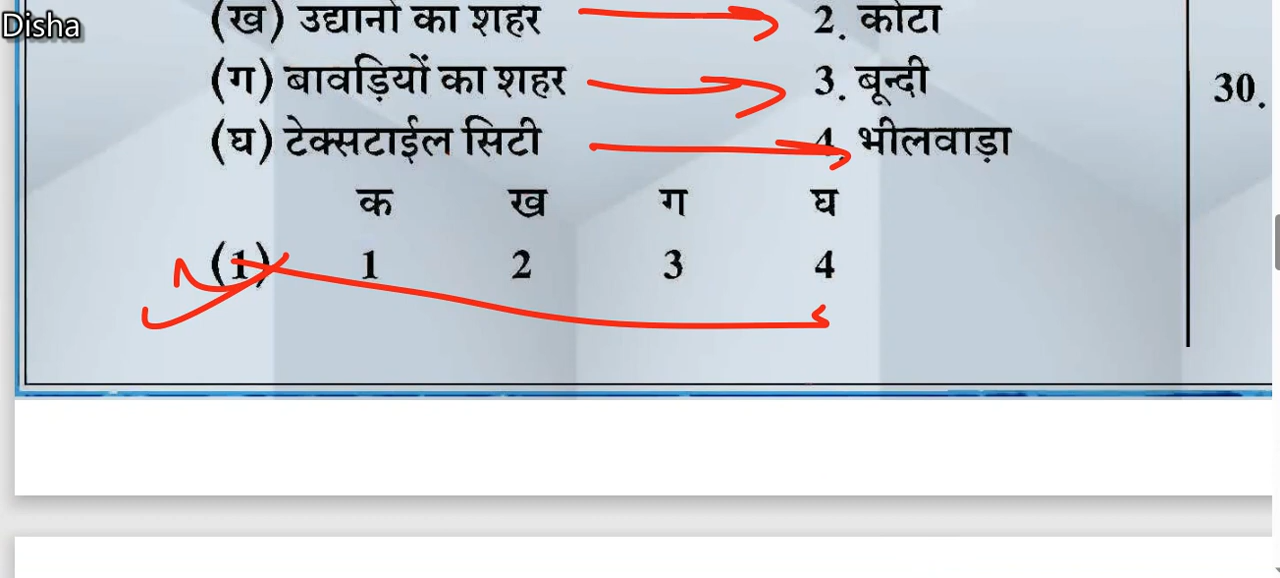 Disha
(ख) उद्यानों का शहर 2. कोटा
(ग) बावड़ियों का शहर 3. बून्दी
30.
(घ) टेक्सटाईल सिटी 4. भीलवाड़ा
क ख ग घ
(1) 1 2 3 4